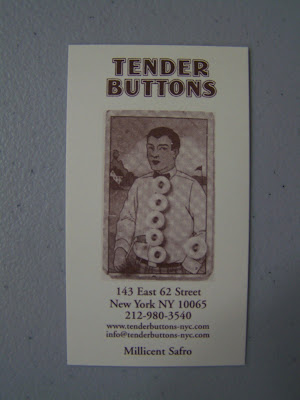 TENDER
BUTTONS
143 East 62 Street
New York NY 10065
212-980-3540
www.tenderbuttons-nyc.com
info@tenderbuttons-nyc.com
Millicent Safro